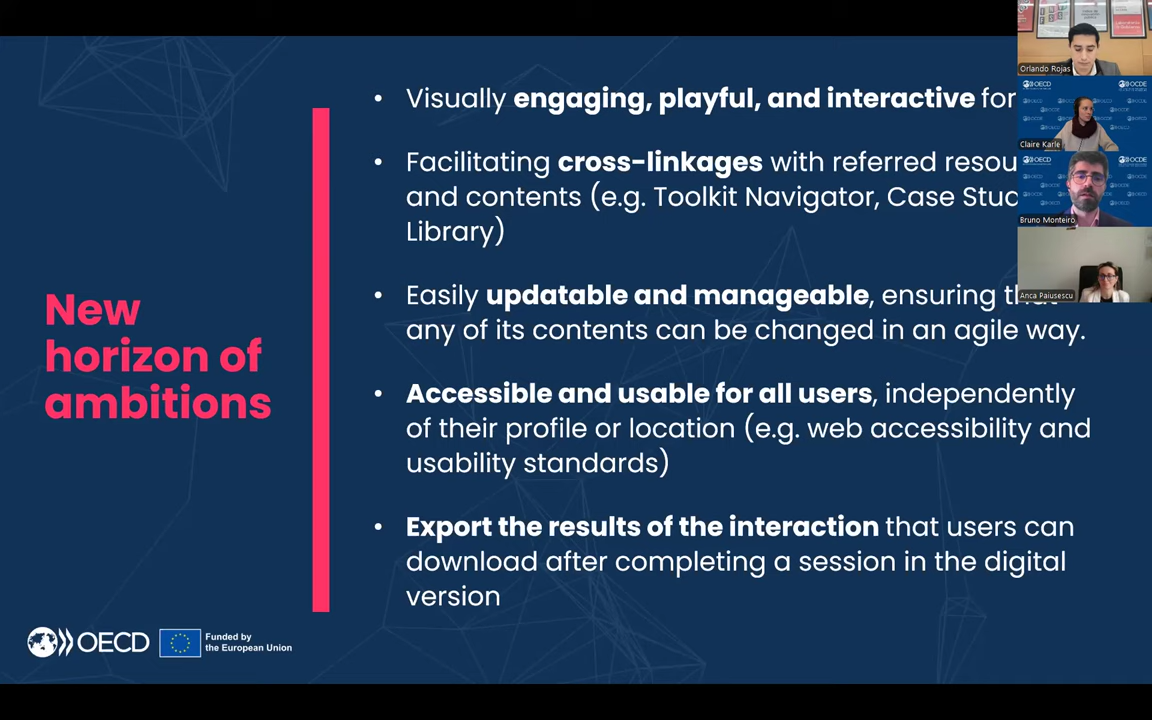 New
horizon of
ambitions
• Visually engaging, playful, and interactive for
• Facilitating cross-linkages with referred
and contents (e.g. Toolkit Navigator, Case
Library)
• Easily updatable and manageable, ensuring
any of its contents can be changed in an agile way.
• Accessible and usable for all users, independently
of their profile or location (e.g. web accessibility and
usability standards)
• Export the results of the interaction that users can
download after completing a session in the digital
version
OECD
Funded by
the European Union
Orlando Rojas
OECD
OCDE
Claire Karle
OECD
OCDE
Bruno Monteiro
Anca Paiusescu